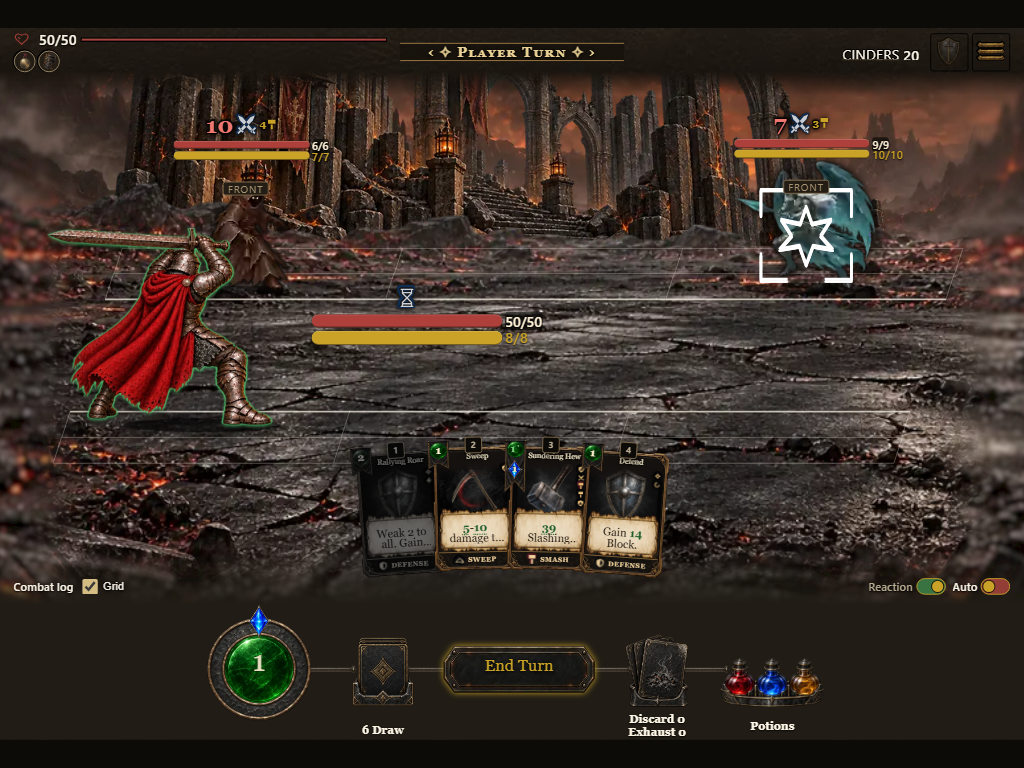 50/50
‹ ✧ PLAYER TURN ✧ ›
CINDERS 20
10 4
6/6
7/7
FRONT
7 3
9/9
10/10
FRONT
50/50
8/8
2 1
Rallying Roar
Weak 2 to
all. Gain...
DEFENSE
1 2
Sweep
5-10
damage t...
SWEEP
1 3
Sundering Hew
39
Slashing...
SMASH
1 4
Defend
Gain 14
Block.
DEFENSE
Combat log
Grid
Reaction
Auto
1
End Turn
6 Draw
Discard 0
Exhaust 0
Potions